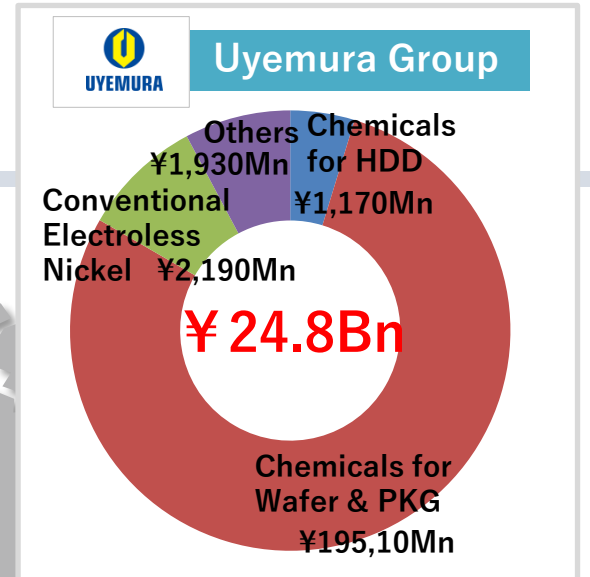 UYEMURA
Uyemura Group
Others
¥1,930Mn
Chemicals
for HDD
¥1,170Mn
Conventional
Electroless
Nickel ¥2,190Mn
¥24.8Bn
Chemicals for
Wafer & PKG
¥195,10Mn